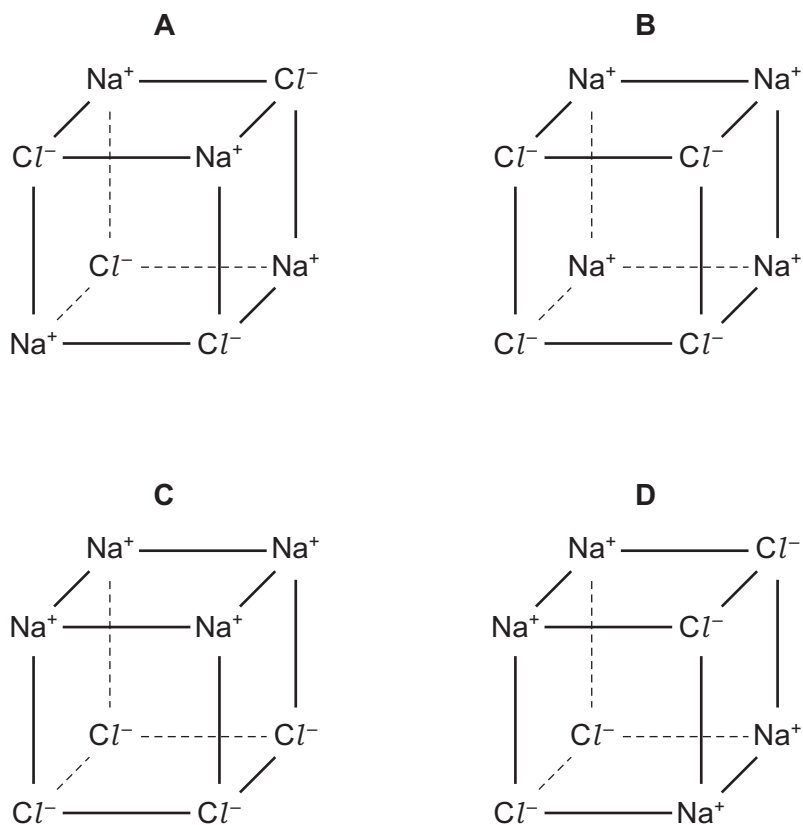 A B
Na⁺ Cl⁻ Na⁺ Na⁺
Cl⁻ Na⁺ Cl⁻ Cl⁻
Cl⁻ Na⁺ Na⁺ Na⁺
Na⁺ Cl⁻ Cl⁻ Cl⁻
C D
Na⁺ Na⁺ Na⁺ Cl⁻
Na⁺ Na⁺ Na⁺ Cl⁻
Cl⁻ Cl⁻ Cl⁻ Na⁺
Cl⁻ Cl⁻ Cl⁻ Na⁺